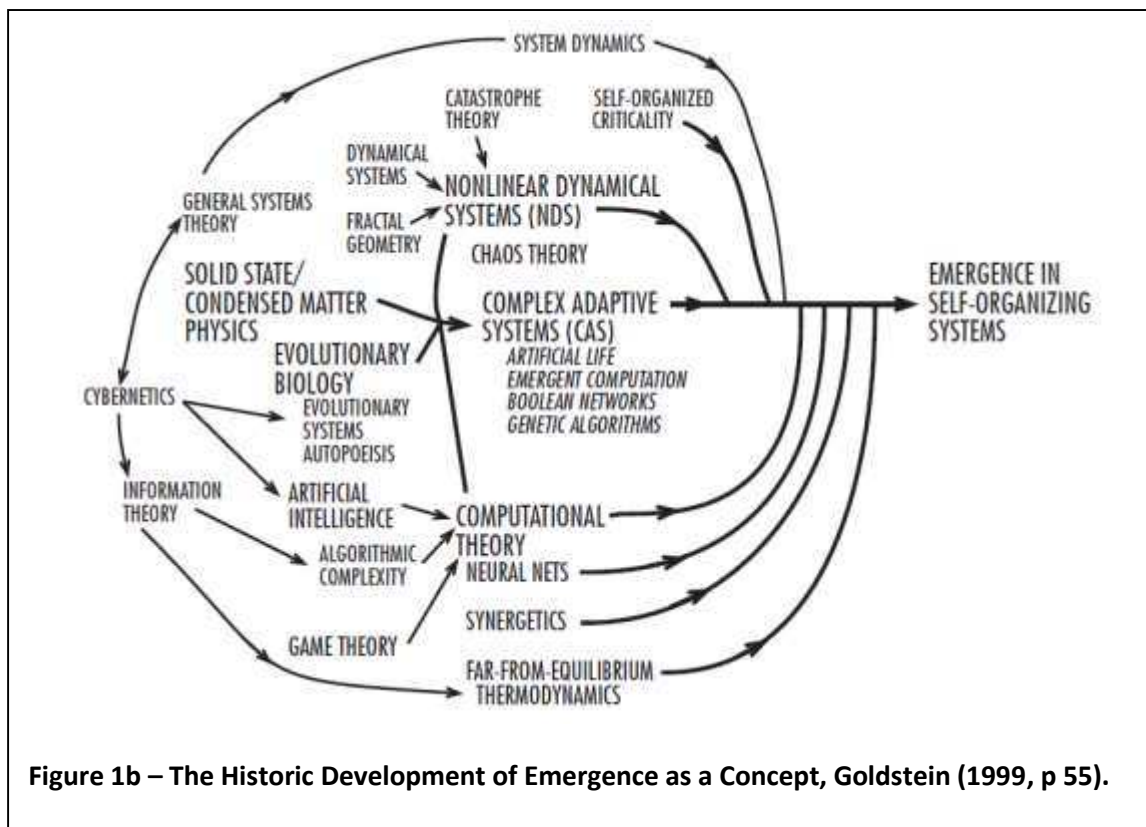 SYSTEM DYNAMICS
CATASTROPHE
THEORY
SELF-ORGANIZED
CRITICALITY
DYNAMICAL
SYSTEMS
NONLINEAR DYNAMICAL
SYSTEMS (NDS)
GENERAL SYSTEMS
THEORY
FRACTAL
GEOMETRY
CHAOS THEORY
SOLID STATE/
CONDENSED MATTER
PHYSICS
COMPLEX ADAPTIVE
SYSTEMS (CAS)
ARTIFICIAL LIFE
EMERGENT COMPUTATION
BOOLEAN NETWORKS
GENETIC ALGORITHMS
EMERGENCE IN
SELF-ORGANIZING
SYSTEMS
EVOLUTIONARY
BIOLOGY
CYBERNETICS
EVOLUTIONARY
SYSTEMS
AUTOPOEISIS
INFORMATION
THEORY
ARTIFICIAL
INTELLIGENCE
COMPUTATIONAL
THEORY
ALGORITHMIC
COMPLEXITY
NEURAL NETS
SYNERGETICS
GAME THEORY
FAR-FROM-EQUILIBRIUM
THERMODYNAMICS
Figure 1b – The Historic Development of Emergence as a Concept, Goldstein (1999, p 55).